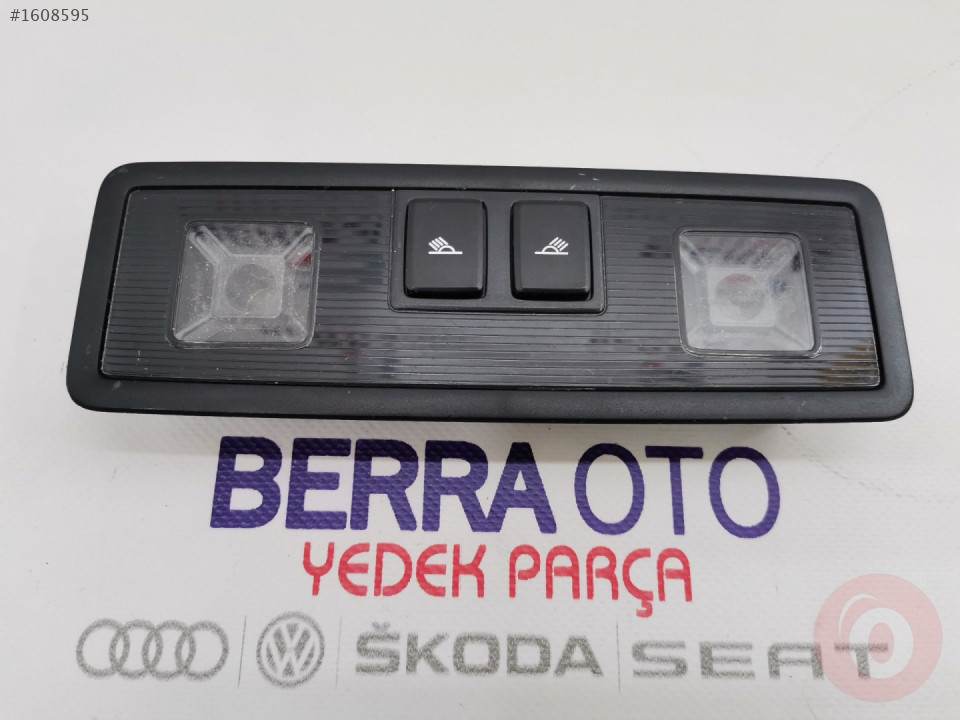 #1608595
BERRA OTO
YEDEK PARÇA
ŠKODA SEAT